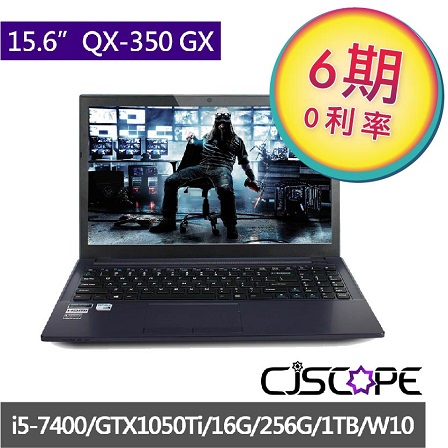 15.6” QX-350 GX
6期
0利率
CJSCOPE
i5-7400/GTX1050Ti/16G/256G/1TB/W10